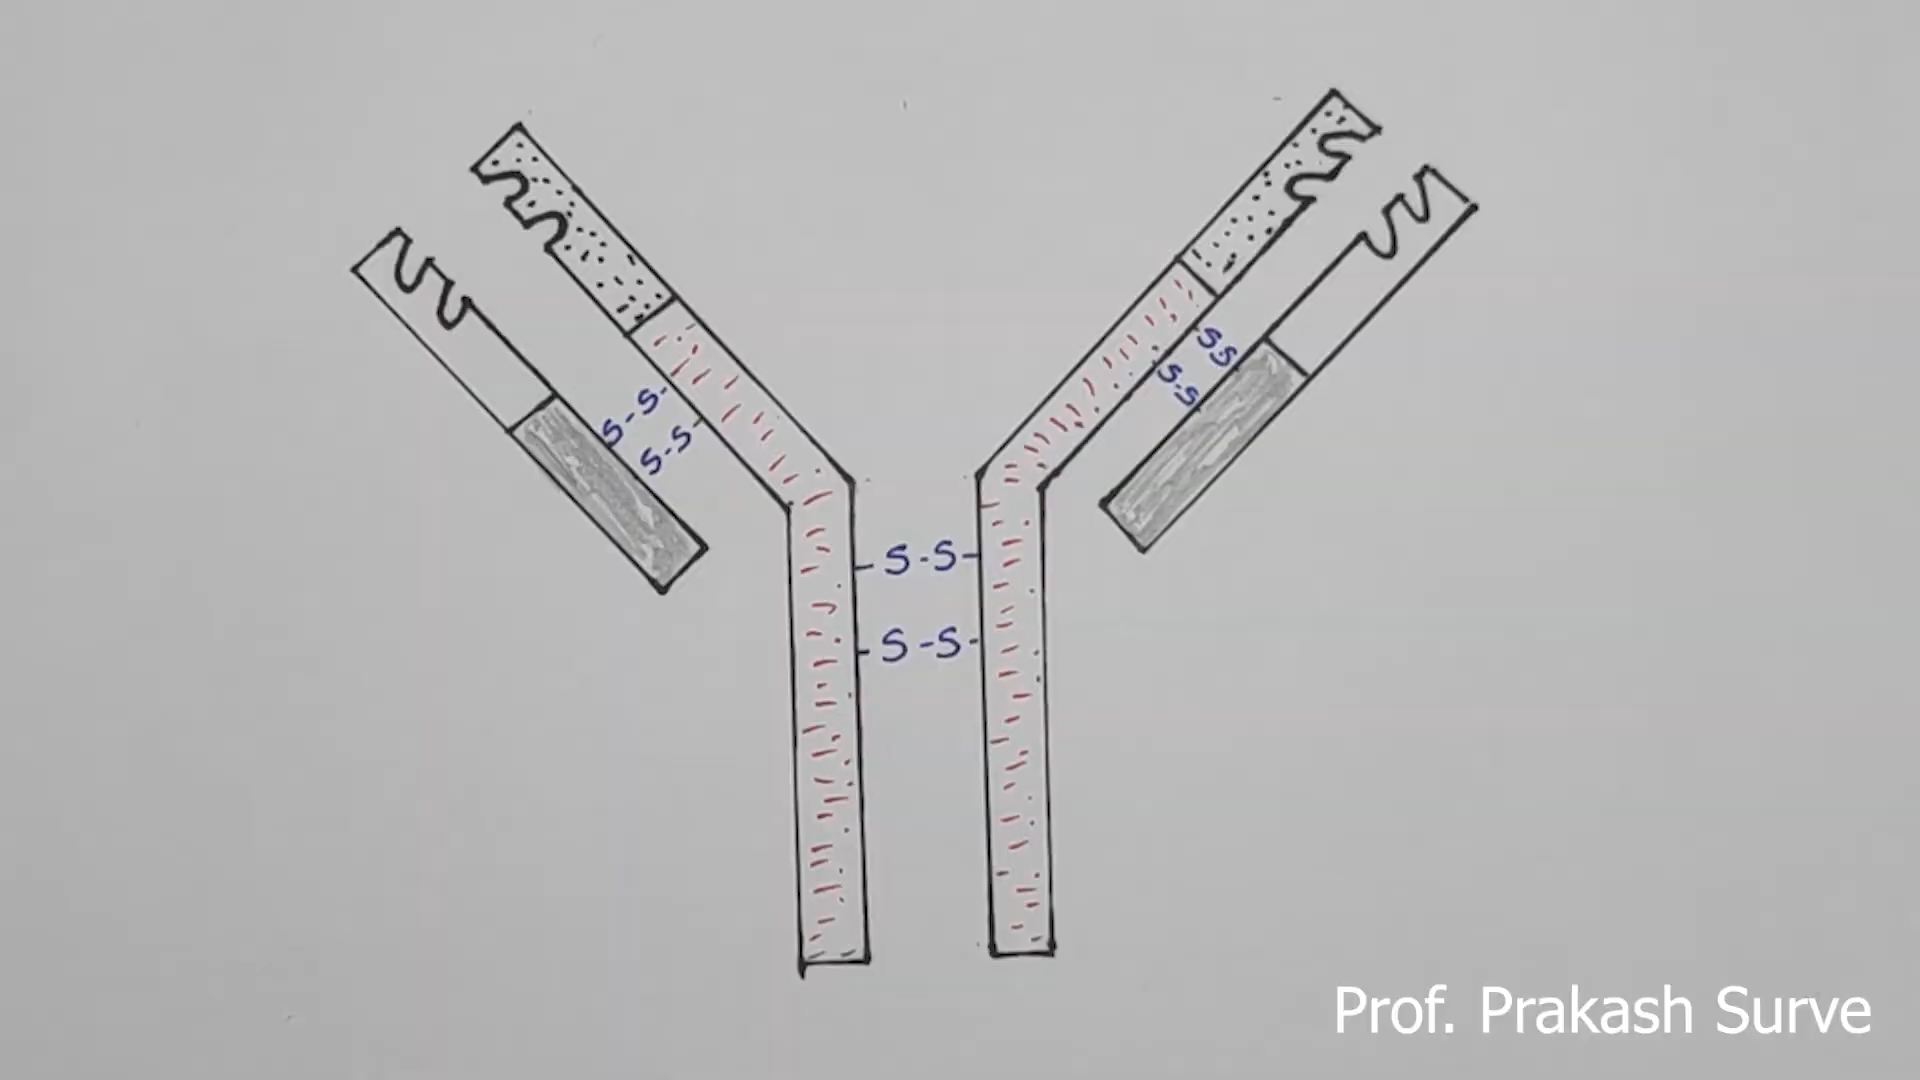 S-S-
S-S
SS
S-S
-S-S-
-S-S-
Prof. Prakash Surve